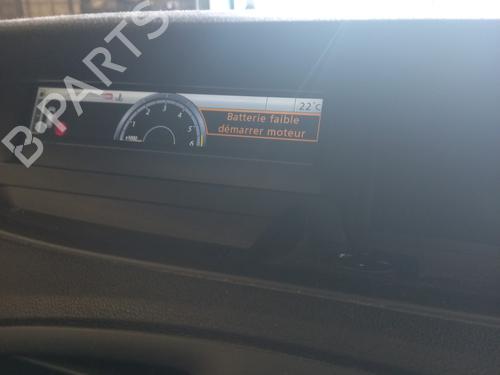 B-PARTS
22°c
Batterie faible
démarrer moteur
1 2 3 4 5 6